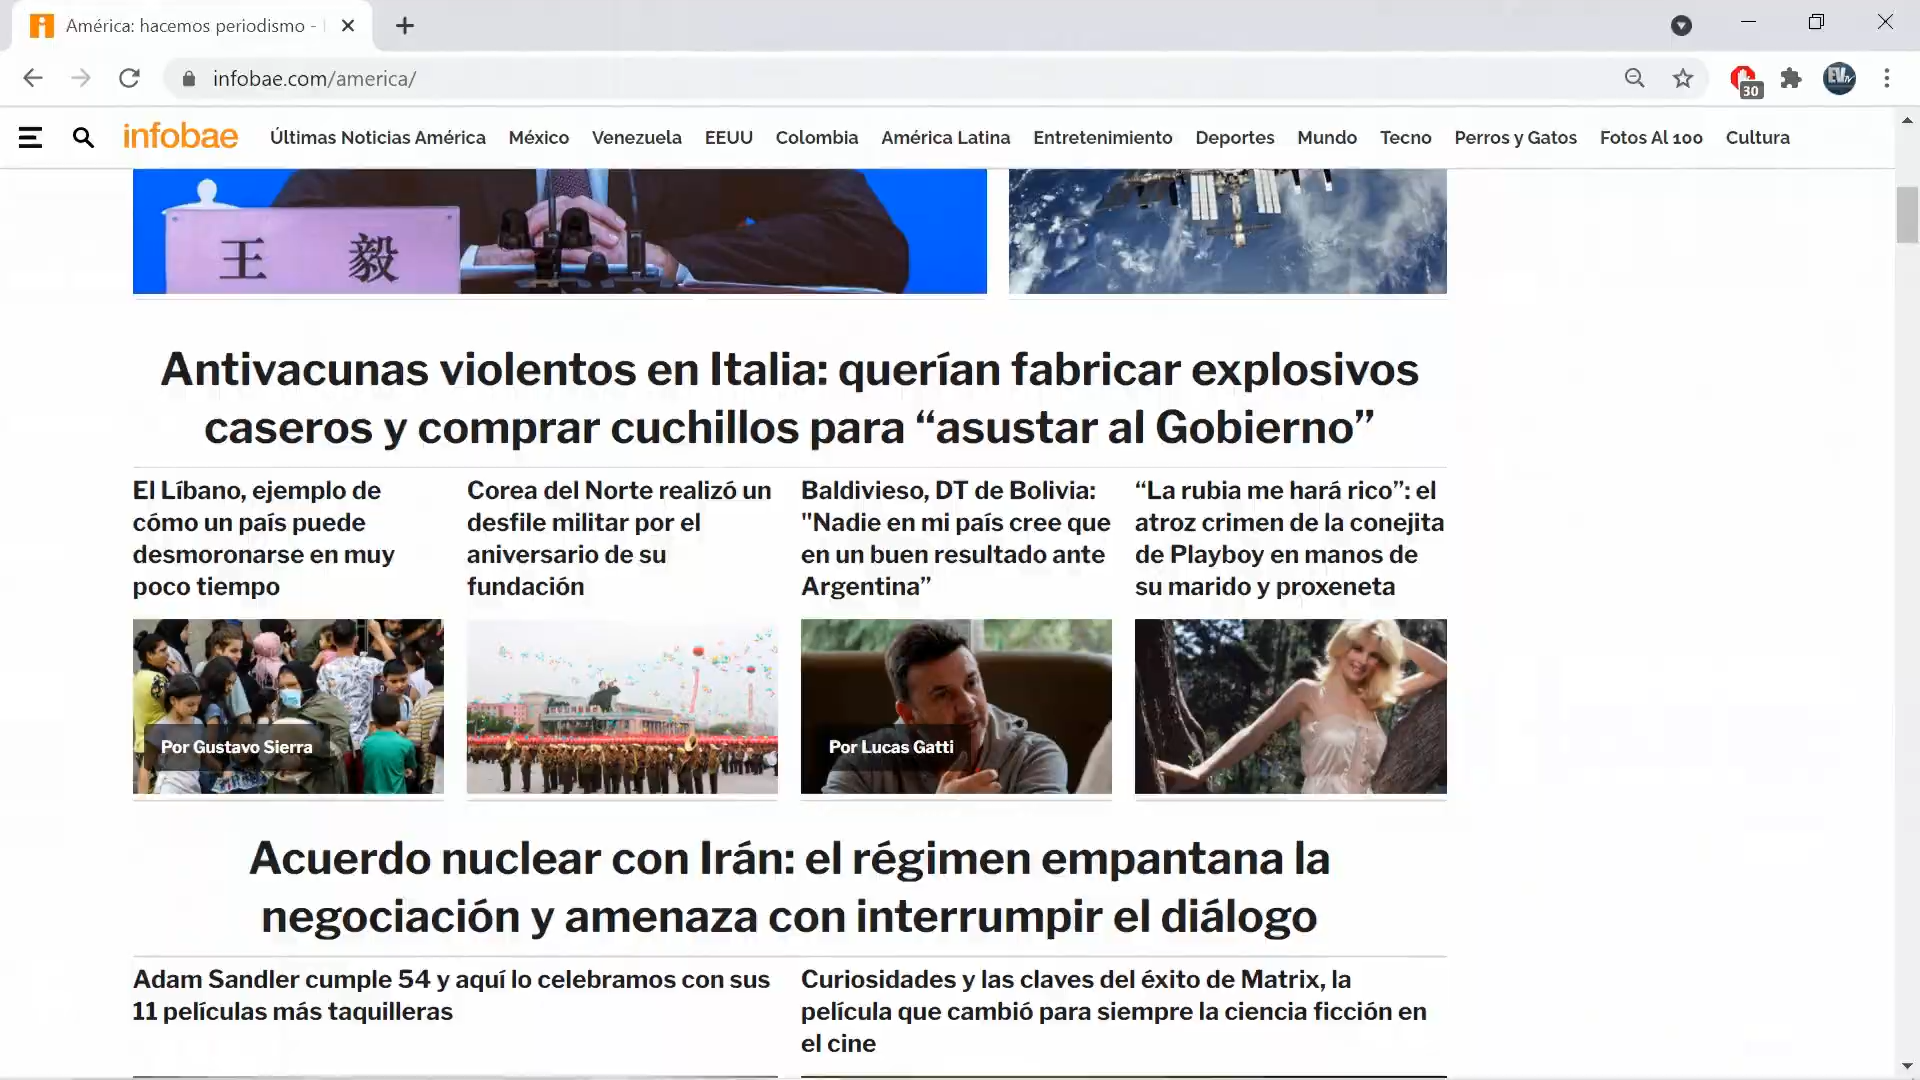 América: hacemos periodismo -
infobae.com/america/
30
EV
infobae
Últimas Noticias América México Venezuela EEUU Colombia América Latina Entretenimiento Deportes Mundo Tecno Perros y Gatos Fotos Al 100 Cultura
王 毅
Antivacunas violentos en Italia: querían fabricar explosivos
caseros y comprar cuchillos para “asustar al Gobierno”
El Líbano, ejemplo de
cómo un país puede
desmoronarse en muy
poco tiempo
Por Gustavo Sierra
Corea del Norte realizó un
desfile militar por el
aniversario de su
fundación
Baldivieso, DT de Bolivia:
"Nadie en mi país cree que
en un buen resultado ante
Argentina”
Por Lucas Gatti
“La rubia me hará rico”: el
atroz crimen de la conejita
de Playboy en manos de
su marido y proxeneta
Acuerdo nuclear con Irán: el régimen empantana la
negociación y amenaza con interrumpir el diálogo
Adam Sandler cumple 54 y aquí lo celebramos con sus
11 películas más taquilleras
Curiosidades y las claves del éxito de Matrix, la
película que cambió para siempre la ciencia ficción en
el cine